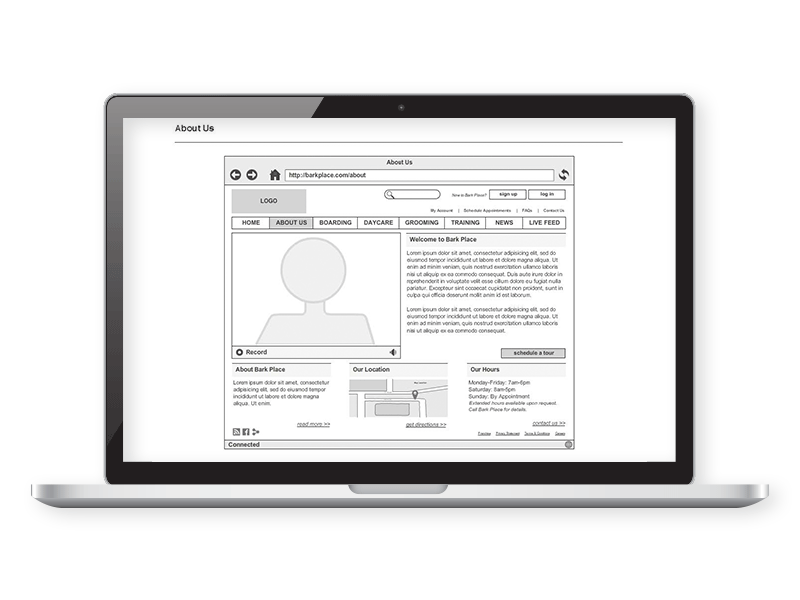 About Us
About Us
http://barkplace.com/about
LOGO
New to Bark Place?
sign up
log in
My Account | Schedule Appointments | FAQs | Contact Us
HOME
ABOUT US
BOARDING
DAYCARE
GROOMING
TRAINING
NEWS
LIVE FEED
Welcome to Bark Place
Lorem ipsum dolor sit amet, consectetur adipisicing elit, sed do
eiusmod tempor incididunt ut labore et dolore magna aliqua. Ut
enim ad minim veniam, quis nostrud exercitation ullamco laboris
nisi ut aliquip ex ea commodo consequat. Duis aute irure dolor in
reprehenderit in voluptate velit esse cillum dolore eu fugiat nulla
pariatur. Excepteur sint occaecat cupidatat non proident, sunt in
culpa qui officia deserunt mollit anim id est laborum.
Lorem ipsum dolor sit amet, consectetur adipisicing elit, sed do
eiusmod tempor incididunt ut labore et dolore magna aliqua. Ut
enim ad minim veniam, quis nostrud exercitation ullamco laboris
nisi ut aliquip ex ea commodo consequat.
Record
schedule a tour
About Bark Place
Lorem ipsum dolor sit amet, consectetur
adipisicing elit, sed do eiusmod tempor
incididunt ut labore et dolore magna
aliqua. Ut enim.
read more >>
Our Location
get directions >>
Our Hours
Monday-Friday: 7am-6pm
Saturday: 8am-5pm
Sunday: By Appointment
Extended hours available upon request.
Call Bark Place for details.
contact us >>
Franchise Privacy Statement Terms & Conditions Careers
Connected